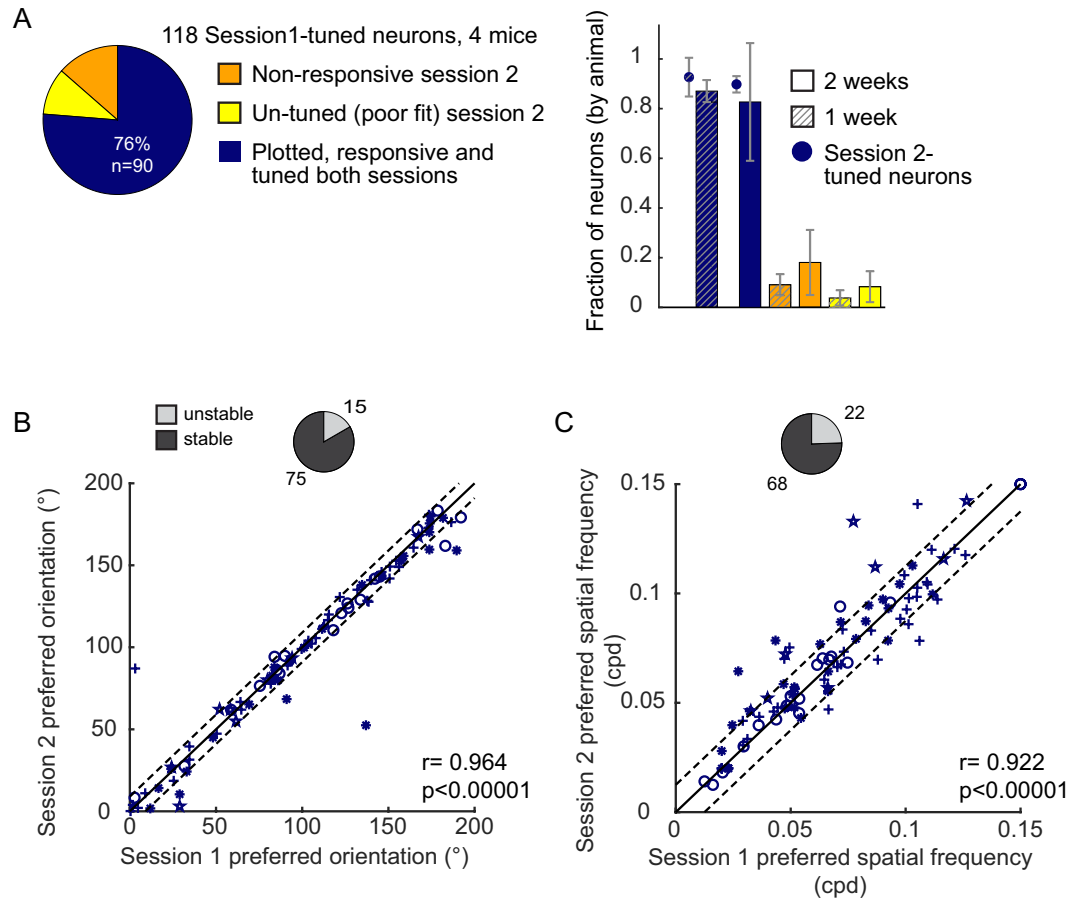 A
118 Session1-tuned neurons, 4 mice
Non-responsive session 2
Un-tuned (poor fit) session 2
Plotted, responsive and
tuned both sessions
76%
n=90
Fraction of neurons (by animal)
1
0.8
0.6
0.4
0.2
0
2 weeks
1 week
Session 2-
tuned neurons
B
unstable
stable
15
75
Session 2 preferred orientation (°)
200
150
100
50
0
0
50
100
150
200
r= 0.964
p<0.00001
Session 1 preferred orientation (°)
C
22
68
Session 2 preferred spatial frequency
(cpd)
0.15
0.1
0.05
0
0
0.05
0.1
0.15
r= 0.922
p<0.00001
Session 1 preferred spatial frequency
(cpd)